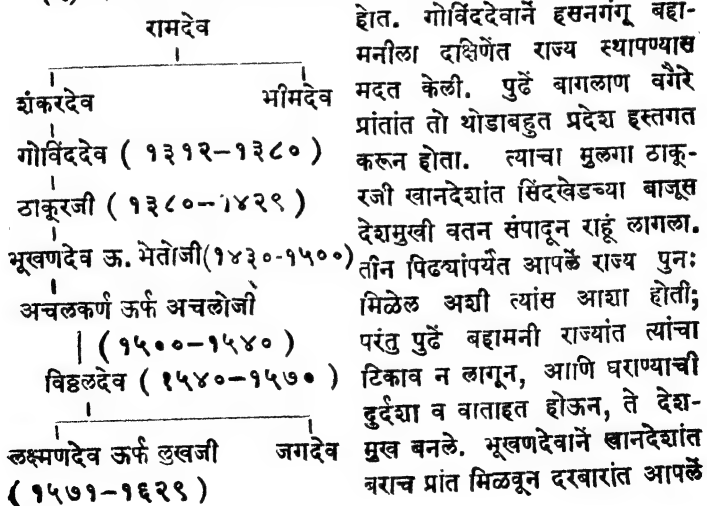 रामदेव
शंकरदेव भीमदेव
गोविंददेव ( १३१२–१३८० )
ठाकूरजी ( १३८०–१४२९ )
भूखणदेव ऊ. भेतोजी(१४३०-१५००)
अचलकर्ण ऊर्फ अचलोजी
( १५००–१५४० )
विठ्ठलदेव ( १५४०–१५७० )
लक्ष्मणदेव ऊर्फ लुखजी जगदेव
( १५७१–१६२९ )
होत. गोविंददेवानें हसनगंगू बहा-
मनीला दाक्षिणेंत राज्य स्थापण्यास
मदत केली. पुढें बागलाण वगैरे
प्रांतांत तो थोडाबहुत प्रदेश हस्तगत
करून होता. त्याचा मुलगा ठाकू-
रजी खानदेशांत सिंदखेडच्या बाजूस
देशमुखी वतन संपादून राहूं लागला.
तीन पिढ्यांपर्यंत आपलें राज्य पुनः
मिळेल अशी त्यांस आशा होती;
परंतु पुढें बहामनी राज्यांत त्यांचा
टिकाव न लागून, आणि घराण्याची
दुर्दशा व वाताहत होऊन, ते देश-
मुख बनले. भूखणदेवानें खानदेशांत
बराच प्रांत मिळवून दरबारांत आपलें